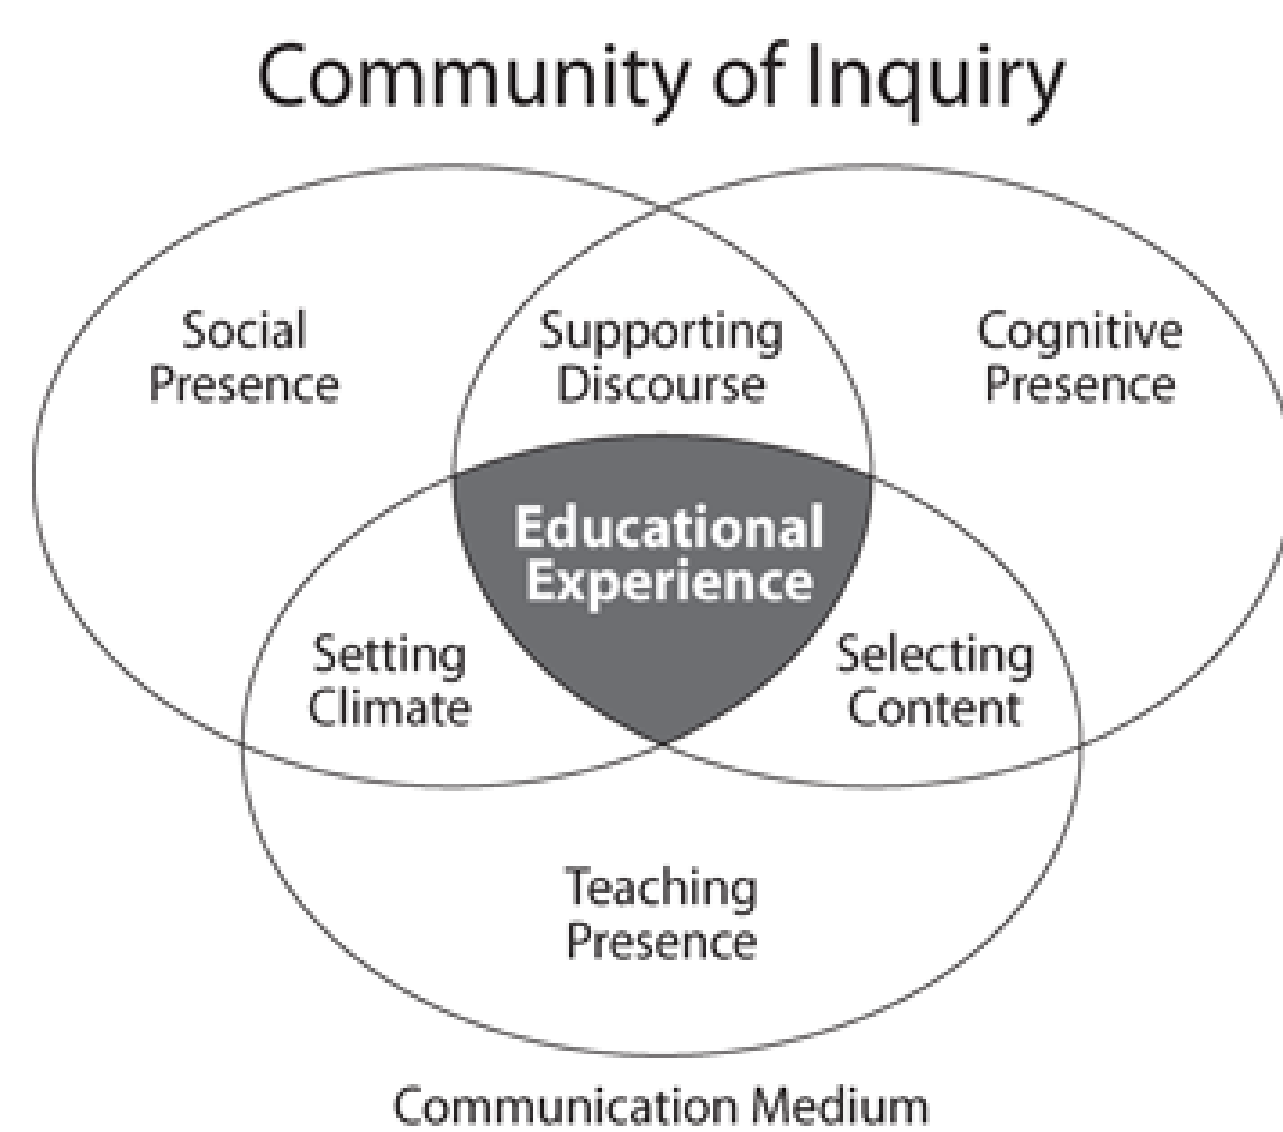 Community of Inquiry
Social
Presence
Supporting
Discourse
Cognitive
Presence
Educational
Experience
Setting
Climate
Selecting
Content
Teaching
Presence
Communication Medium